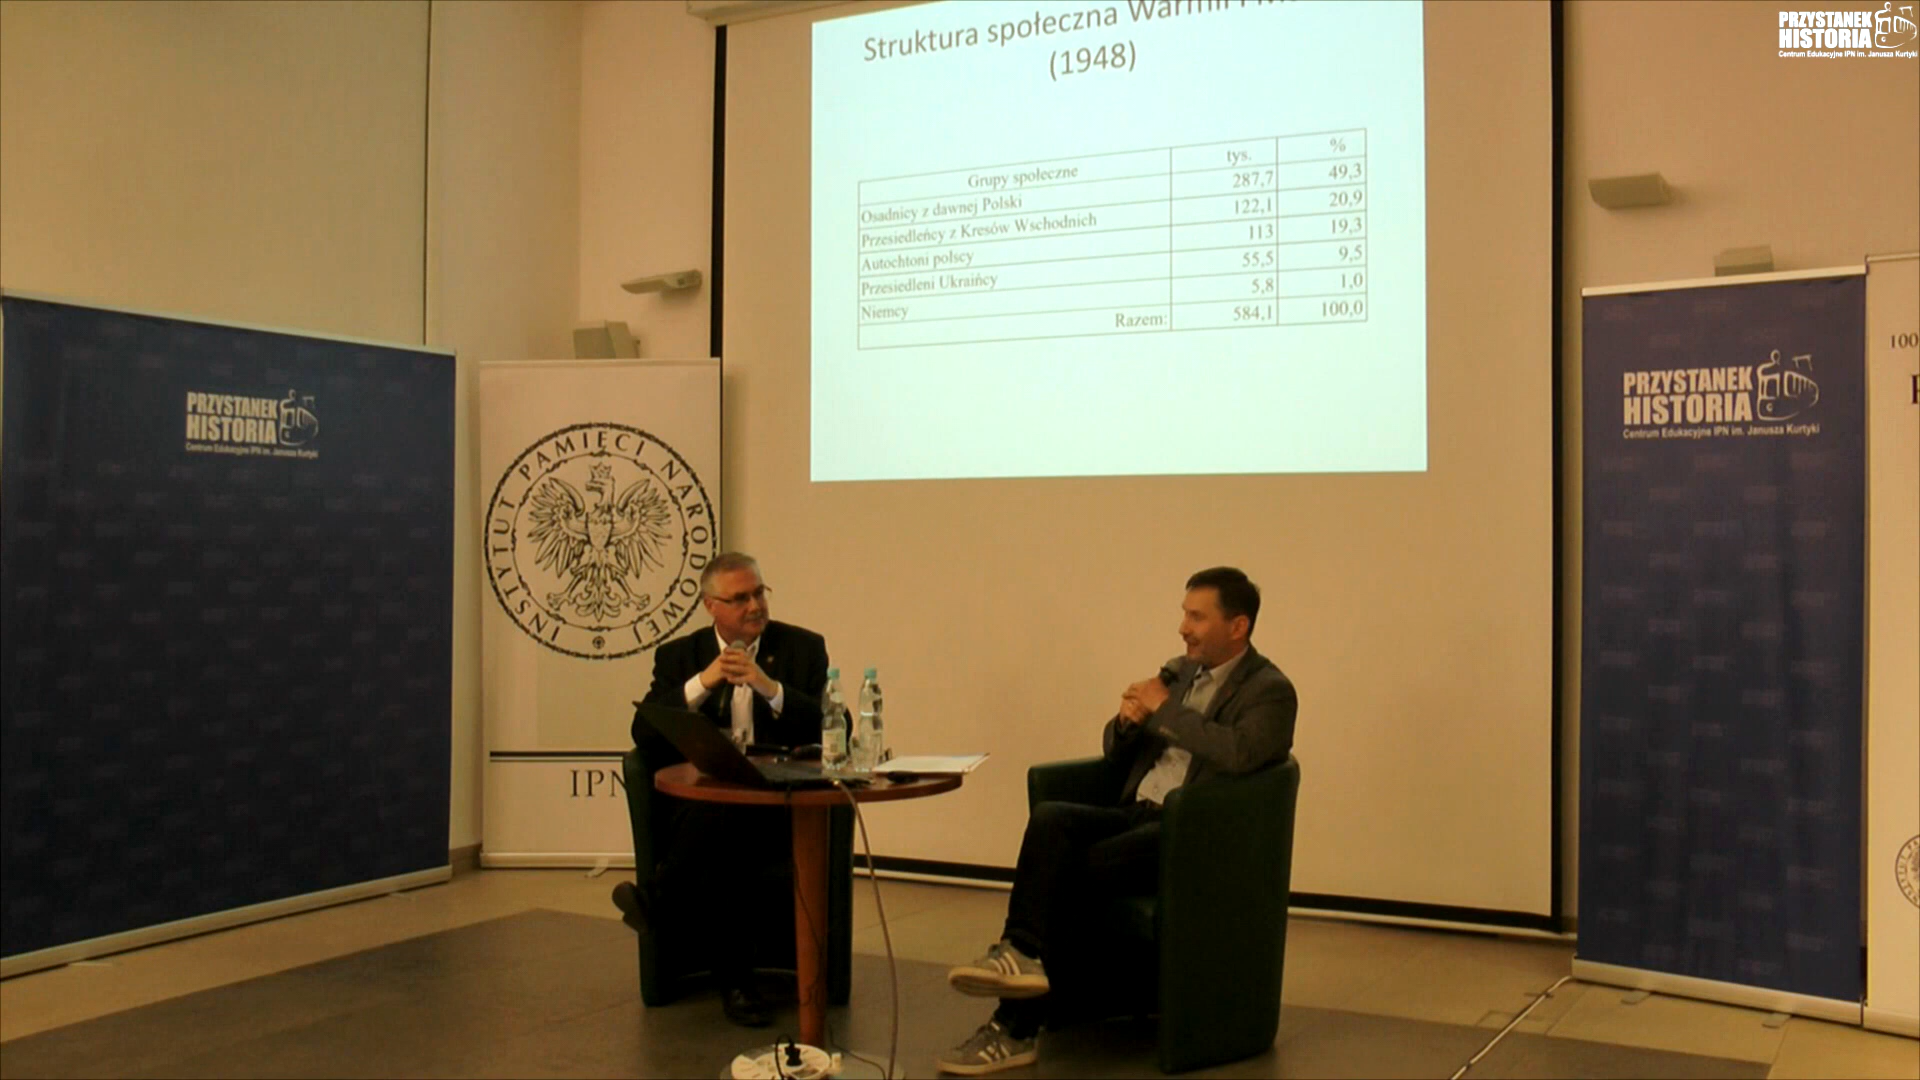 PRZYSTANEK
HISTORIA
Centrum Edukacyjne IPN im. Janusza Kurtyki
Struktura społeczna Warmii i
(1948)
Grupy społeczne tys. %
Osadnicy z dawnej Polski 287,7 49,3
Przesiedleńcy z Kresów Wschodnich 122,1 20,9
Autochtoni polscy 113 19,3
Przesiedleni Ukraińcy 55,5 9,5
Niemcy 5,8 1,0
Razem: 584,1 100,0
PRZYSTANEK
HISTORIA
Centrum Edukacyjne IPN im. Janusza Kurtyki
INSTYTUT PAMIĘCI NARODOWEJ
IPN
PRZYSTANEK
HISTORIA
Centrum Edukacyjne IPN im. Janusza Kurtyki
100